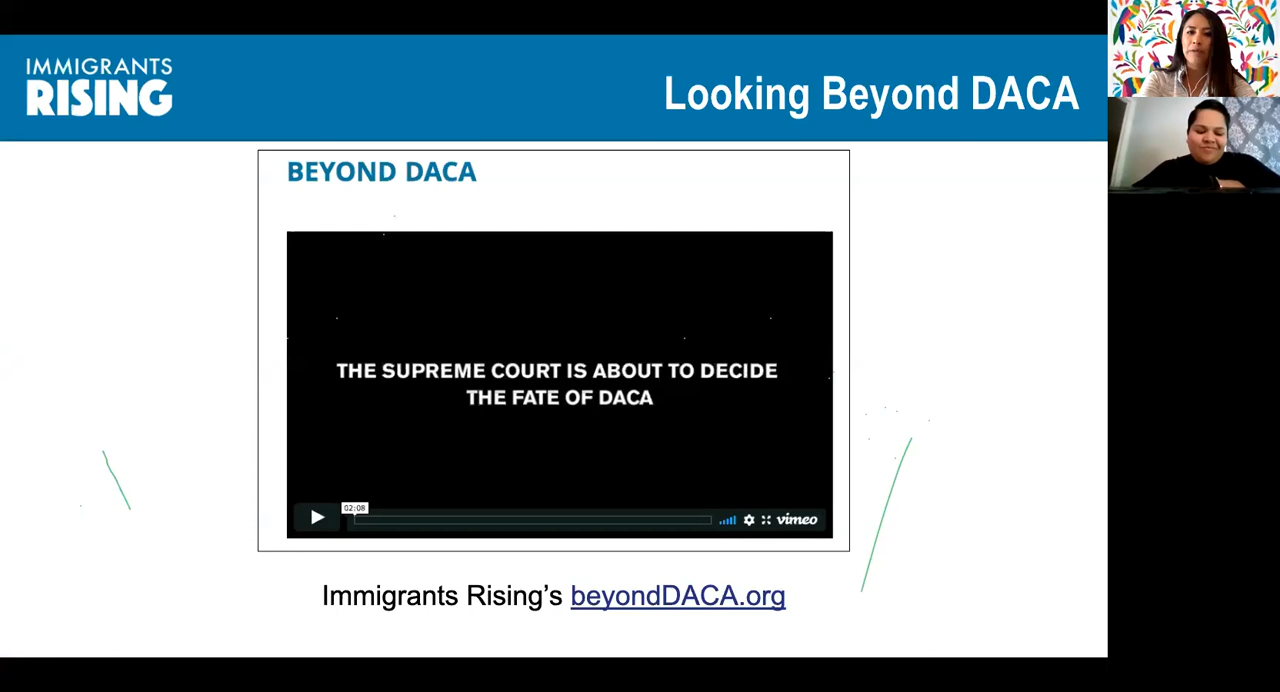 IMMIGRANTS
RISING
Looking Beyond DACA
BEYOND DACA
THE SUPREME COURT IS ABOUT TO DECIDE
THE FATE OF DACA
02:08
vimeo
Immigrants Rising’s beyondDACA.org